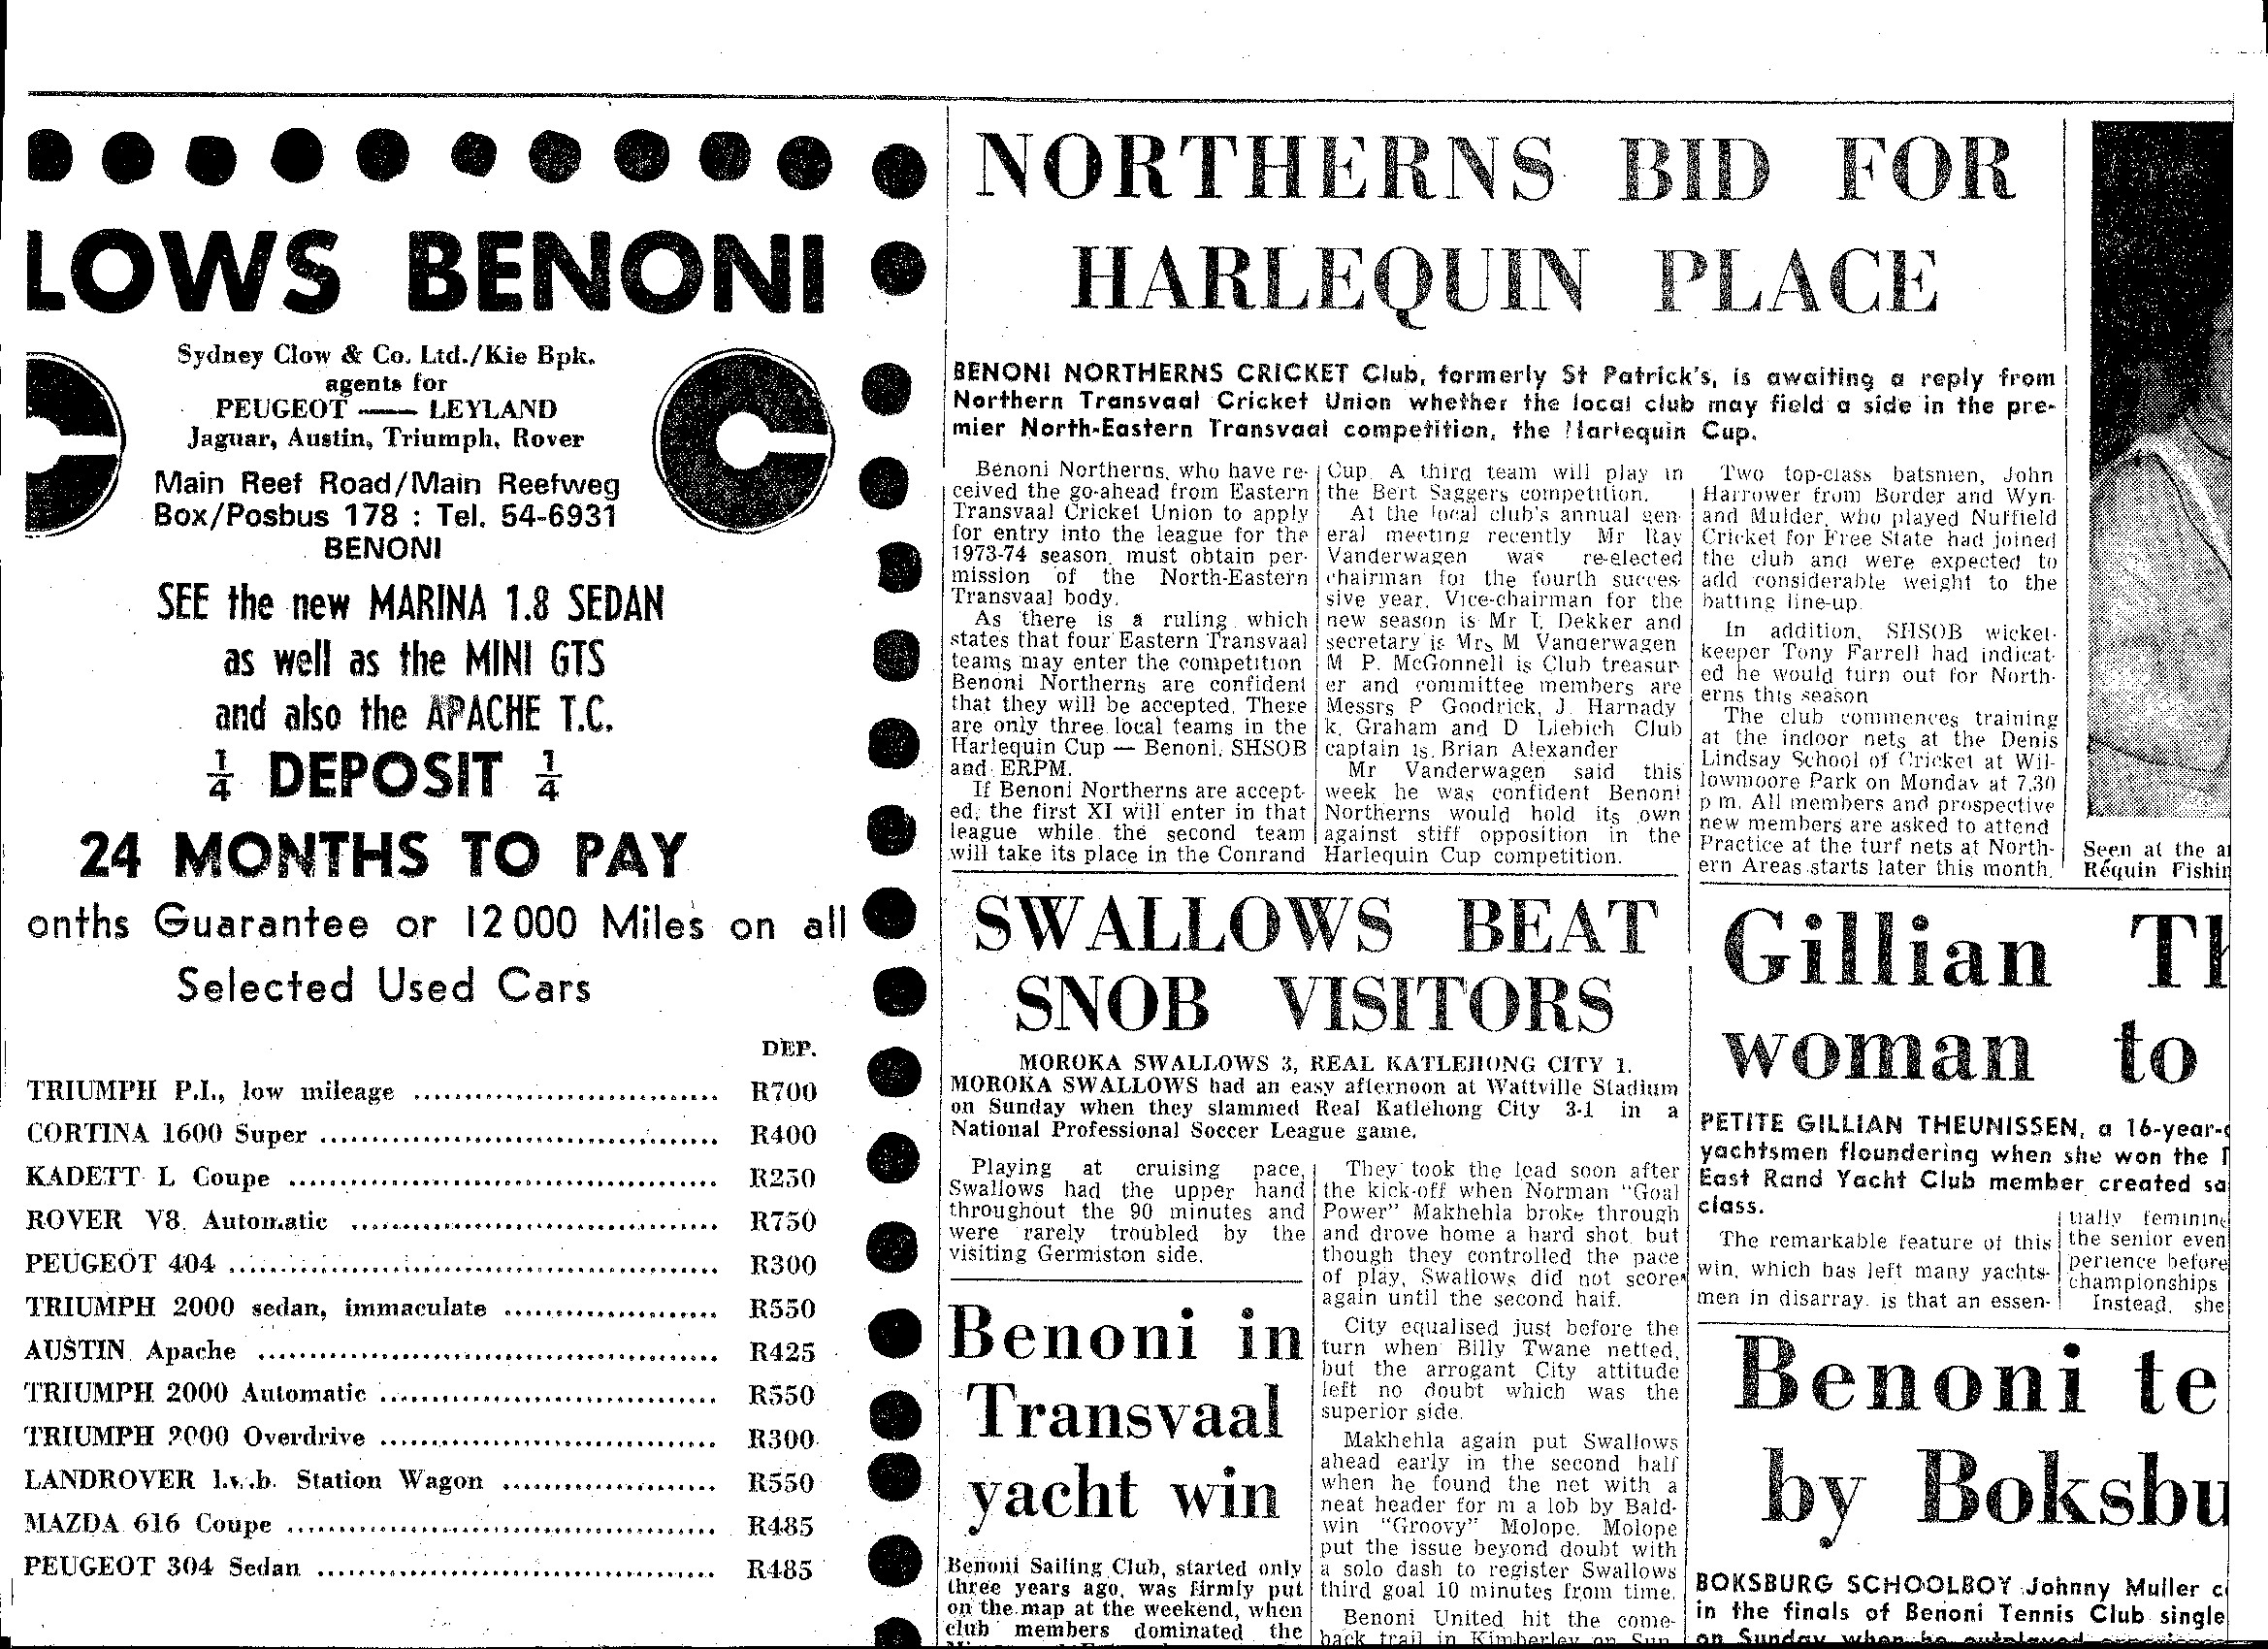 LOWS BENONI
Sydney Clow & Co. Ltd./Kie Bpk.
agents for
PEUGEOT — LEYLAND
Jaguar, Austin, Triumph, Rover
Main Reef Road/Main Reefweg
Box/Posbus 178 : Tel. 54-6931
BENONI
SEE the new MARINA 1.8 SEDAN
as well as the MINI GTS
and also the APACHE T.C.
¼ DEPOSIT ¼
24 MONTHS TO PAY
onths Guarantee or 12 000 Miles on all
Selected Used Cars
DEP.
TRIUMPH P.I., low mileage .............................. R700
CORTINA 1600 Super ....................................... R400
KADETT L Coupe .......................................... R250
ROVER V8 Automatic .................................... R750
PEUGEOT 404 ................................................ R300
TRIUMPH 2000 sedan, immaculate ..................... R550
AUSTIN Apache ............................................. R425
TRIUMPH 2000 Automatic ................................. R550
TRIUMPH 2000 Overdrive ................................. R300
LANDROVER l.w.b. Station Wagon ..................... R550
MAZDA 616 Coupe .......................................... R485
PEUGEOT 304 Sedan ....................................... R485
NORTHERNS BID FOR
HARLEQUIN PLACE
BENONI NORTHERNS CRICKET Club, formerly St Patrick's, is awaiting a reply from
Northern Transvaal Cricket Union whether the local club may field a side in the pre-
mier North-Eastern Transvaal competition, the Harlequin Cup.
Benoni Northerns, who have re-
ceived the go-ahead from Eastern
Transvaal Cricket Union to apply
for entry into the league for the
1973-74 season, must obtain per-
mission of the North-Eastern
Transvaal body.
As there is a ruling which
states that four Eastern Transvaal
teams may enter the competition
Benoni Northerns are confident
that they will be accepted. There
are only three local teams in the
Harlequin Cup — Benoni, SHSOB
and ERPM.
If Benoni Northerns are accept-
ed, the first XI will enter in that
league while the second team
will take its place in the Conrand
Cup. A third team will play in
the Bert Saggers competition.
At the local club's annual gen-
eral meeting recently Mr Ray
Vanderwagen was re-elected
chairman for the fourth succes-
sive year. Vice-chairman for the
new season is Mr I. Dekker and
secretary is Mrs M Vanderwagen
M P. McGonnell is Club treasur-
er and committee members are
Messrs P Goodrick, J. Harnady
k. Graham and D Liebich Club
captain is Brian Alexander
Mr Vanderwagen said this
week he was confident Benoni
Northerns would hold its own
against stiff opposition in the
Harlequin Cup competition.
Two top-class batsmen, John
Harrower from Border and Wyn-
and Mulder, who played Nuffield
Cricket for Free State had joined
the club and were expected to
add considerable weight to the
batting line-up.
In addition, SHSOB wicket-
keeper Tony Farrell had indicat-
ed he would turn out for North-
erns this season
The club commences training
at the indoor nets at the Denis
Lindsay School of Cricket at Wil-
lowmoore Park on Monday at 7.30
p m. All members and prospective
new members are asked to attend
Practice at the turf nets at North-
ern Areas starts later this month.
Seen at the a
Requin Fishin
SWALLOWS BEAT
SNOB VISITORS
MOROKA SWALLOWS 3, REAL KATLEHONG CITY 1.
MOROKA SWALLOWS had an easy afternoon at Wattville Stadium
on Sunday when they slammed Real Katlehong City 3-1 in a
National Professional Soccer League game.
Playing at cruising pace,
Swallows had the upper hand
throughout the 90 minutes and
were rarely troubled by the
visiting Germiston side.
They took the lead soon after
the kick-off when Norman "Goal
Power" Makhehla broke through
and drove home a hard shot, but
though they controlled the pace
of play, Swallows did not score
again until the second half.
City equalised just before the
turn when Billy Twane netted,
but the arrogant City attitude
left no doubt which was the
superior side.
Makhehla again put Swallows
ahead early in the second half
when he found the net with a
neat header for m a lob by Bald-
win "Groovy" Molope. Molope
put the issue beyond doubt with
a solo dash to register Swallows
third goal 10 minutes from time.
Benoni United hit the come-
back trail in Kimberley on Sun
Benoni in
Transvaal
yacht win
Benoni Sailing Club, started only
three years ago, was firmly put
on the map at the weekend, when
club members dominated the
Gillian Th
woman to
PETITE GILLIAN THEUNISSEN, a 16-year-
yachtsmen floundering when she won the
East Rand Yacht Club member created sa
class.
The remarkable feature of this
win, which has left many yachts-
men in disarray, is that an essen-
tially feminine
the senior even
perience before
championships
Instead, she
Benoni te
by Boksbu
BOKSBURG SCHOOLBOY Johnny Muller c
in the finals of Benoni Tennis Club single
on Sunday when he outplayed